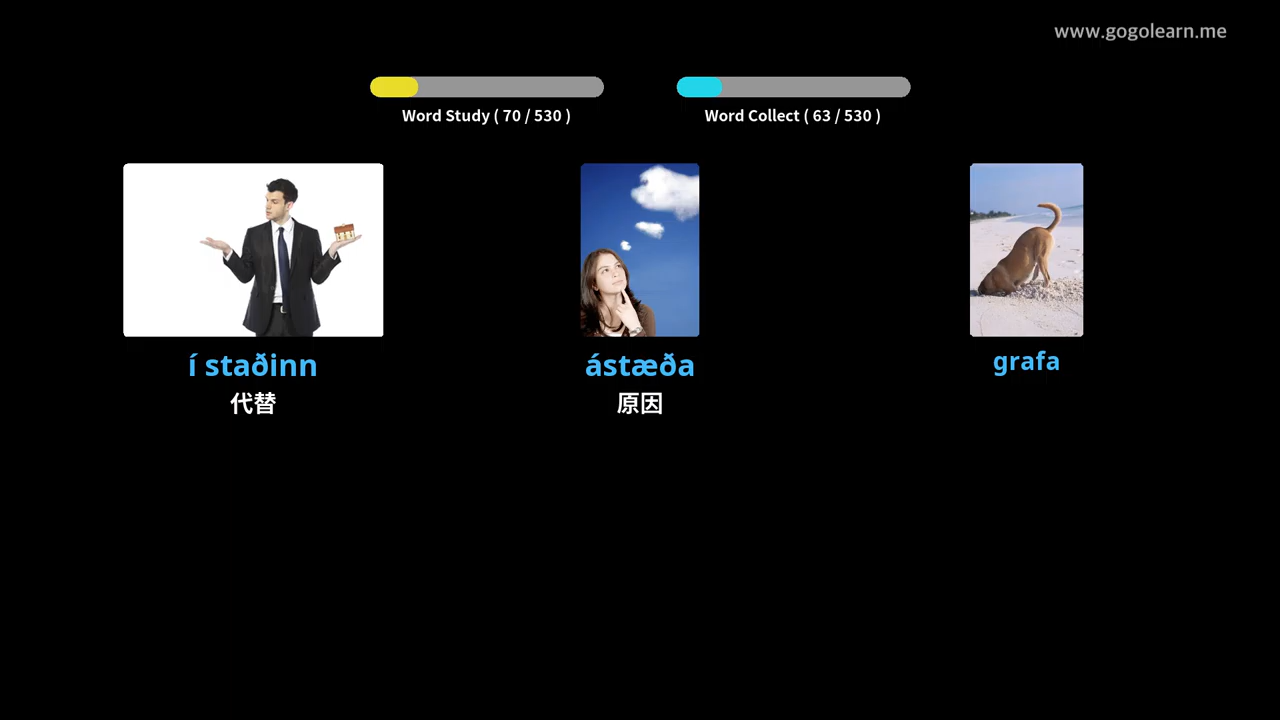 www.gogolearn.me
Word Study ( 70 / 530 )
Word Collect ( 63 / 530 )
í staðinn
代替
ástæða
原因
grafa